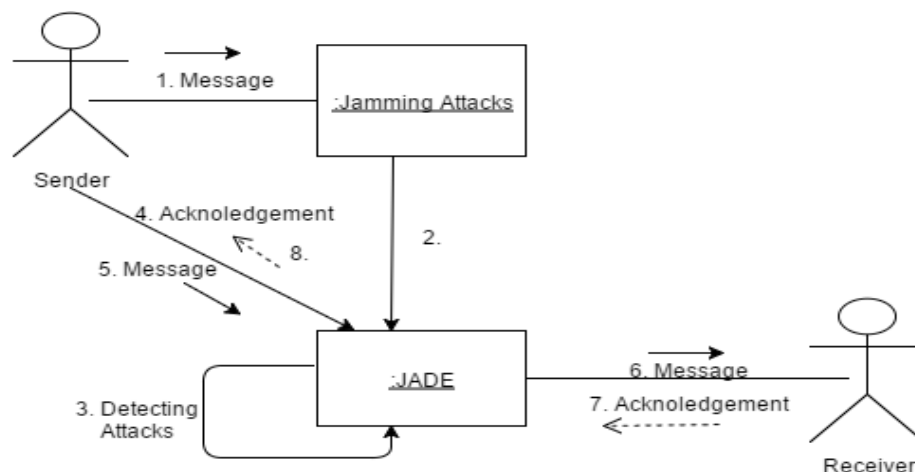 1. Message
:Jamming Attacks
Sender
4. Acknoledgement
8.
2.
5. Message
:JADE
6. Message
7. Acknoledgement
3. Detecting
Attacks
Receiver